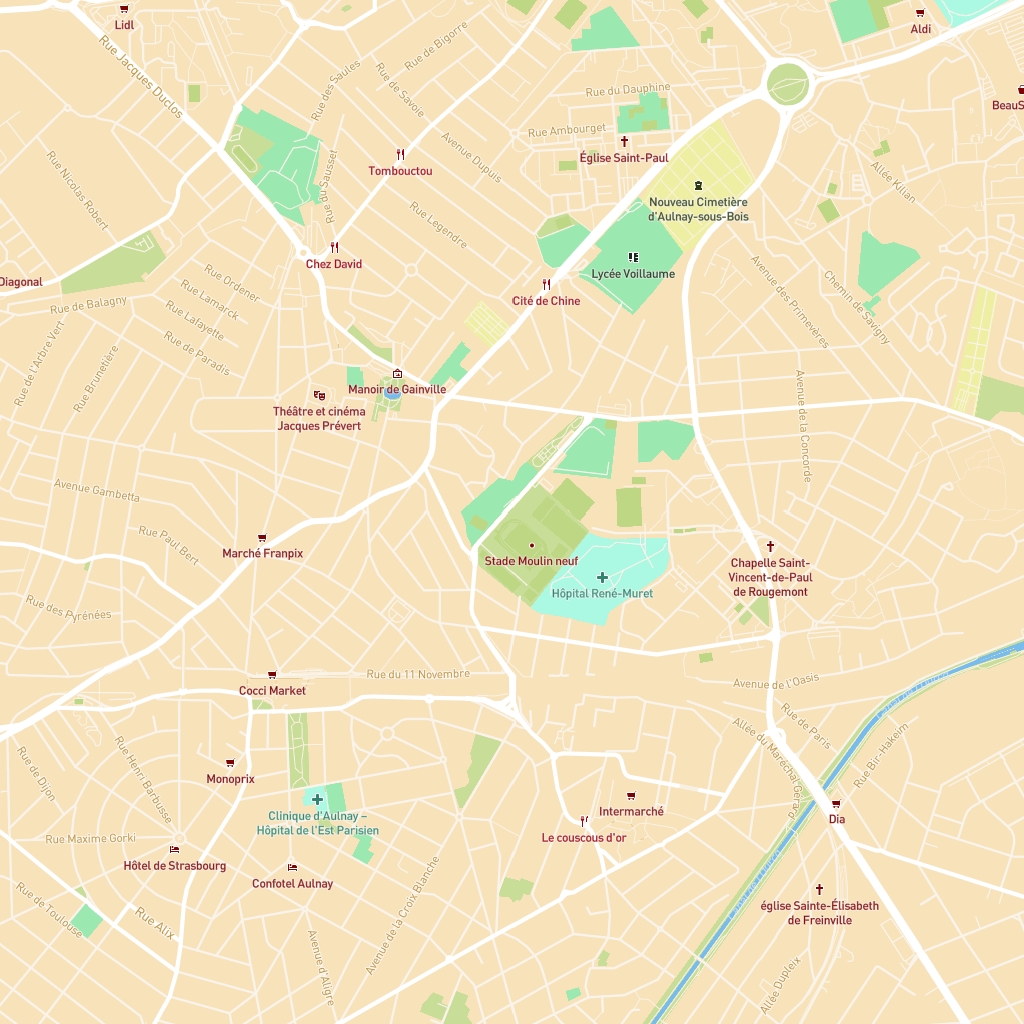 Lidl
Aldi
Rue Jacques Duclos
Rue de Bigorre
Rue des Saules
Rue de Savoie
Rue du Dauphine
BeauS
Rue Ambourget
Avenue Dupuis
Église Saint-Paul
Tombouctou
Rue Nicolas Robert
Rue du Sausset
Allée Kilian
Nouveau Cimetière
d'Aulnay-sous-Bois
Rue Legendre
Chez David
Lycée Voillaume
Diagonal
Rue Ordener
Rue Lamarck
Cité de Chine
Rue de Balagny
Rue Lafayette
Avenue des Primevères
Chemin de Savigny
Rue de Paradis
Rue de l'Arbre Vert
Rue Brunetière
Manoir de Gainville
Théâtre et cinéma
Jacques Prévert
Avenue de la Concorde
Avenue Gambetta
Rue Paul Bert
Marché Franpix
Stade Moulin neuf
Chapelle Saint-
Vincent-de-Paul
de Rougemont
Hôpital René-Muret
Rue des Pyrénées
Rue du 11 Novembre
Cocci Market
Avenue de l'Oasis
Rue de Paris
Allée du Maréchal Gérard
Rue Bir-Hakeim
Rue de Dijon
Rue Henri Barbusse
Monoprix
Intermarché
Clinique d'Aulnay –
Hôpital de l'Est Parisien
Dia
Le couscous d'or
Rue Maxime Gorki
Hôtel de Strasbourg
Confotel Aulnay
Rue de Toulouse
Rue Alix
Avenue de la Croix Blanche
église Sainte-Élisabeth
de Freinville
Avenue d'Aligre
Allée Dupleix